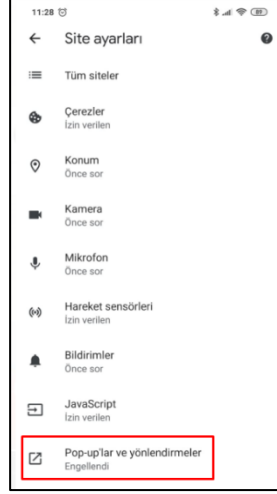 11:28
Site ayarları
Tüm siteler
Çerezler
İzin verilen
Konum
Önce sor
Kamera
Önce sor
Mikrofon
Önce sor
Hareket sensörleri
İzin verilen
Bildirimler
Önce sor
JavaScript
İzin verilen
Pop-up'lar ve yönlendirmeler
Engellendi